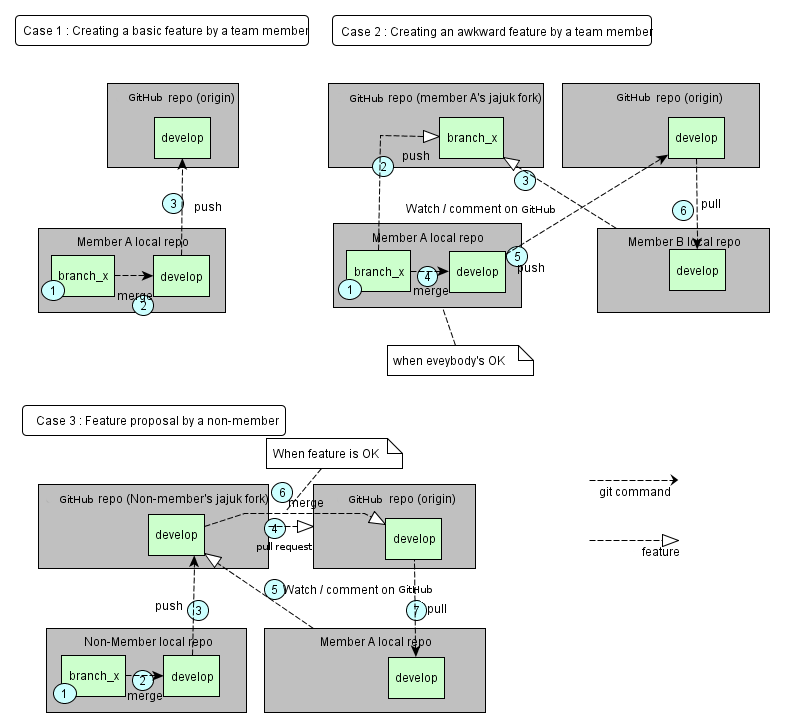 Case 1 : Creating a basic feature by a team member
Case 2 : Creating an awkward feature by a team member
GitHub repo (origin)
develop
3
push
Member A local repo
branch_x
develop
1
merge
2
GitHub repo (member A's jajuk fork)
branch_x
2
push
3
GitHub repo (origin)
develop
Watch / comment on GitHub
6
pull
Member A local repo
branch_x
develop
1
4
merge
5
push
Member B local repo
develop
when eveybody's OK
Case 3 : Feature proposal by a non-member
When feature is OK
GitHub repo (Non-member's jajuk fork)
develop
6
merge
4
pull request
GitHub repo (origin)
develop
5
Watch / comment on GitHub
push
3
7
pull
Non-Member local repo
branch_x
develop
1
2
merge
Member A local repo
develop
git command
feature